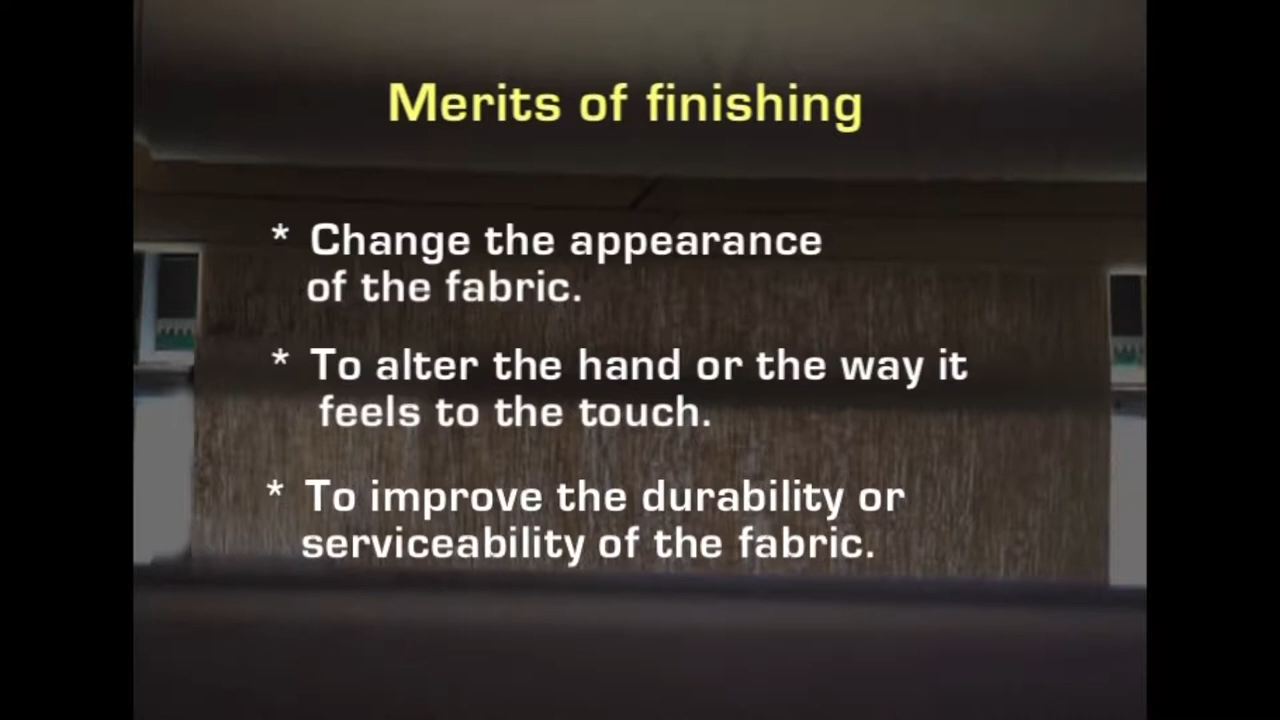 Merits of finishing
* Change the appearance
of the fabric.
* To alter the hand or the way it
feels to the touch.
* To improve the durability or
serviceability of the fabric.